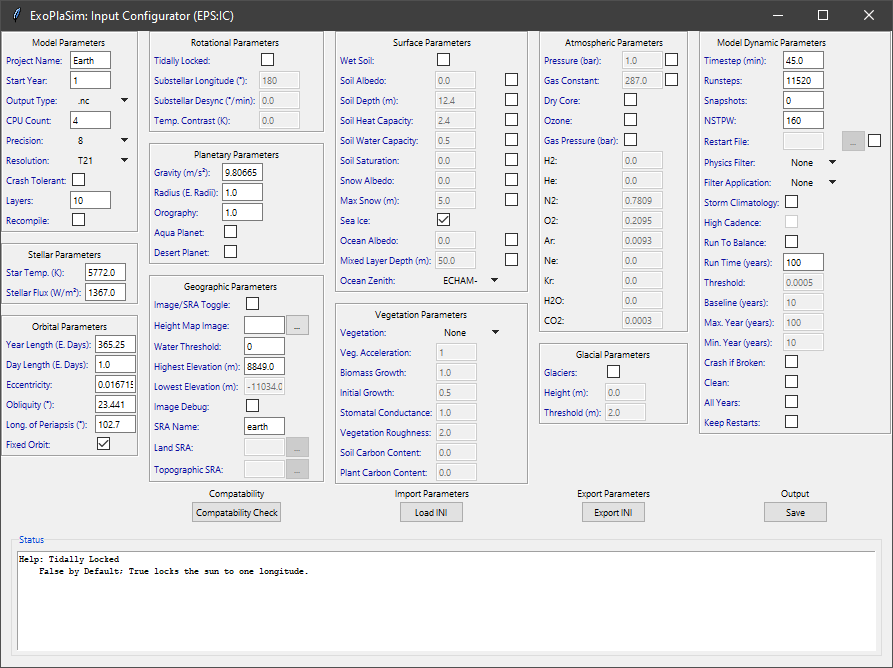 ExoPlaSim: Input Configurator (EPS:IC)
Model Parameters
Project Name: Earth
Start Year: 1
Output Type: .nc
CPU Count: 4
Precision: 8
Resolution: T21
Crash Tolerant:
Layers: 10
Recompile:
Stellar Parameters
Star Temp. (K): 5772.0
Stellar Flux (W/m²): 1367.0
Orbital Parameters
Year Length (E. Days): 365.25
Day Length (E. Days): 1.0
Eccentricity: 0.016715
Obliquity (°): 23.441
Long. of Periapsis (°): 102.7
Fixed Orbit:
Rotational Parameters
Tidally Locked:
Substellar Longitude (°): 180
Substellar Desync (°/min): 0.0
Temp. Contrast (K): 0.0
Planetary Parameters
Gravity (m/s²): 9.80665
Radius (E. Radii): 1.0
Orography: 1.0
Aqua Planet:
Desert Planet:
Geographic Parameters
Image/SRA Toggle:
Height Map Image: ...
Water Threshold: 0
Highest Elevation (m): 8849.0
Lowest Elevation (m): -11034.0
Image Debug:
SRA Name: earth
Land SRA: ...
Topographic SRA: ...
Surface Parameters
Wet Soil:
Soil Albedo: 0.0
Soil Depth (m): 12.4
Soil Heat Capacity: 2.4
Soil Water Capacity: 0.5
Soil Saturation: 0.0
Snow Albedo: 0.0
Max Snow (m): 5.0
Sea Ice:
Ocean Albedo: 0.0
Mixed Layer Depth (m): 50.0
Ocean Zenith: ECHAM-
Vegetation Parameters
Vegetation: None
Veg. Acceleration: 1
Biomass Growth: 1.0
Initial Growth: 0.5
Stomatal Conductance: 1.0
Vegetation Roughness: 2.0
Soil Carbon Content: 0.0
Plant Carbon Content: 0.0
Atmospheric Parameters
Pressure (bar): 1.0
Gas Constant: 287.0
Dry Core:
Ozone:
Gas Pressure (bar):
H2: 0.0
He: 0.0
N2: 0.7809
O2: 0.2095
Ar: 0.0093
Ne: 0.0
Kr: 0.0
H2O: 0.0
CO2: 0.0003
Glacial Parameters
Glaciers:
Height (m): 0.0
Threshold (m): 2.0
Model Dynamic Parameters
Timestep (min): 45.0
Runsteps: 11520
Snapshots: 0
NSTPW: 160
Restart File: ...
Physics Filter: None
Filter Application: None
Storm Climatology:
High Cadence:
Run To Balance:
Run Time (years): 100
Threshold: 0.0005
Baseline (years): 10
Max. Year (years): 100
Min. Year (years): 10
Crash if Broken:
Clean:
All Years:
Keep Restarts:
Compatability
Compatability Check
Import Parameters
Load INI
Export Parameters
Export INI
Output
Save
Status
Help: Tidally Locked
False by Default; True locks the sun to one longitude.